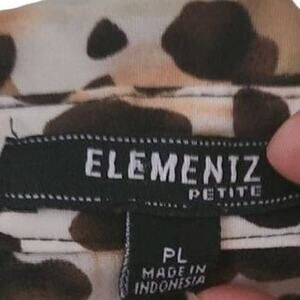 ELEMENTZ
PETITE
PL
MADE IN
INDONESIA